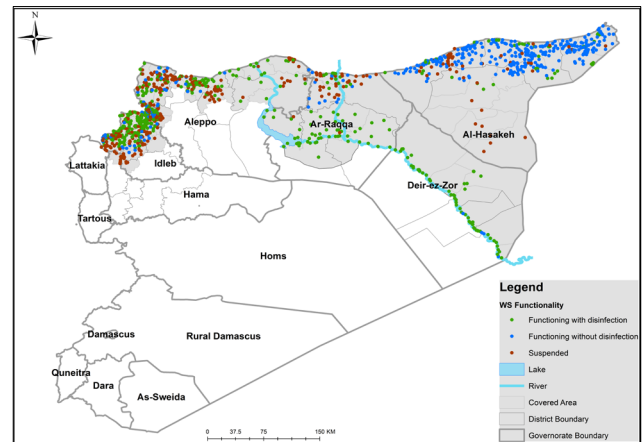 N
Aleppo
Ar-Raqqa
Al-Hasakeh
Lattakia
Idleb
Deir-ez-Zor
Hama
Tartous
Homs
Damascus
Rural Damascus
Quneitra
Dara
As-Sweida
0 37.5 75 150 KM
Legend
WS Functionality
Functioning with disinfection
Functioning without disinfection
Suspended
Lake
River
Covered Area
District Boundary
Governorate Boundary